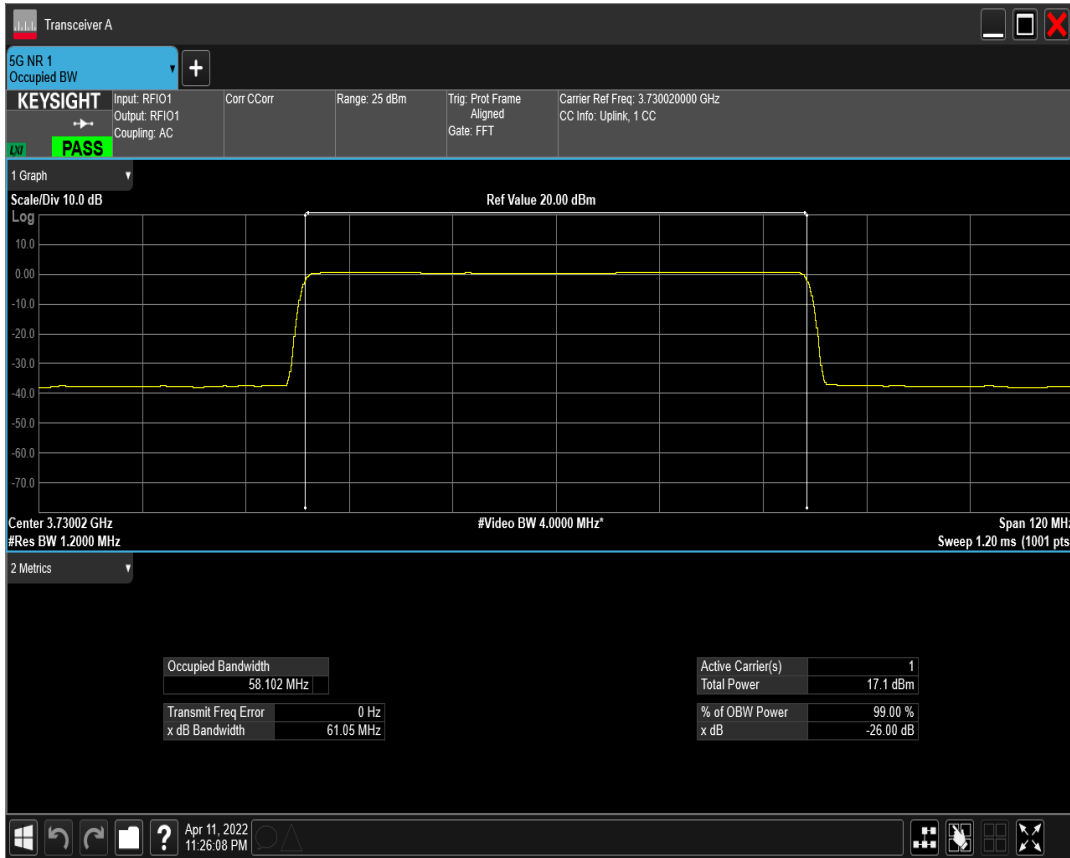 Transceiver A
5G NR 1
Occupied BW
+
KEYSIGHT
LXI
PASS
Input: RFIO1
Output: RFIO1
Coupling: AC
Corr CCorr
Range: 25 dBm
Trig: Prot Frame
Aligned
Gate: FFT
Carrier Ref Freq: 3.730020000 GHz
CC Info: Uplink, 1 CC
1 Graph
Scale/Div 10.0 dB
Ref Value 20.00 dBm
Log
10.0
0.00
-10.0
-20.0
-30.0
-40.0
-50.0
-60.0
-70.0
Center 3.73002 GHz
#Video BW 4.0000 MHz*
Span 120 MHz
#Res BW 1.2000 MHz
Sweep 1.20 ms (1001 pts
2 Metrics
Occupied Bandwidth
58.102 MHz
Transmit Freq Error 0 Hz
x dB Bandwidth 61.05 MHz
Active Carrier(s) 1
Total Power 17.1 dBm
% of OBW Power 99.00 %
x dB -26.00 dB
?
Apr 11, 2022
11:26:08 PM